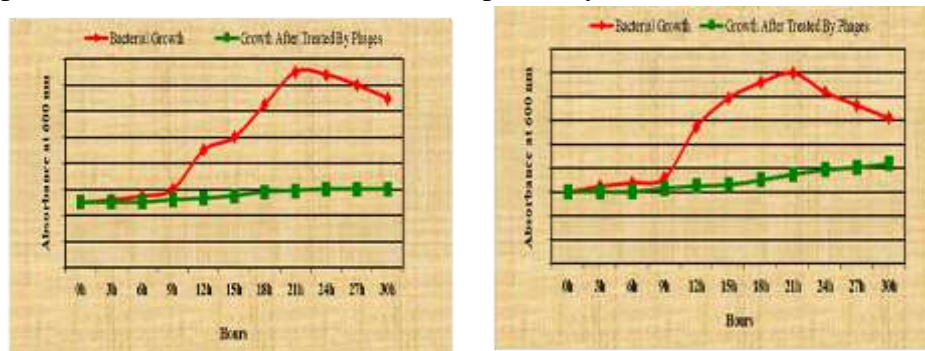 Bacterial Growth Growth After Treated By Phages
Absorbance at 600 nm
0h 3h 6h 9h 12h 15h 18h 21h 24h 27h 30h
Hours
Bacterial Growth Growth After Treated By Phages
Absorbance at 600 nm
0h 3h 6h 9h 12h 15h 18h 21h 24h 27h 30h
Hours